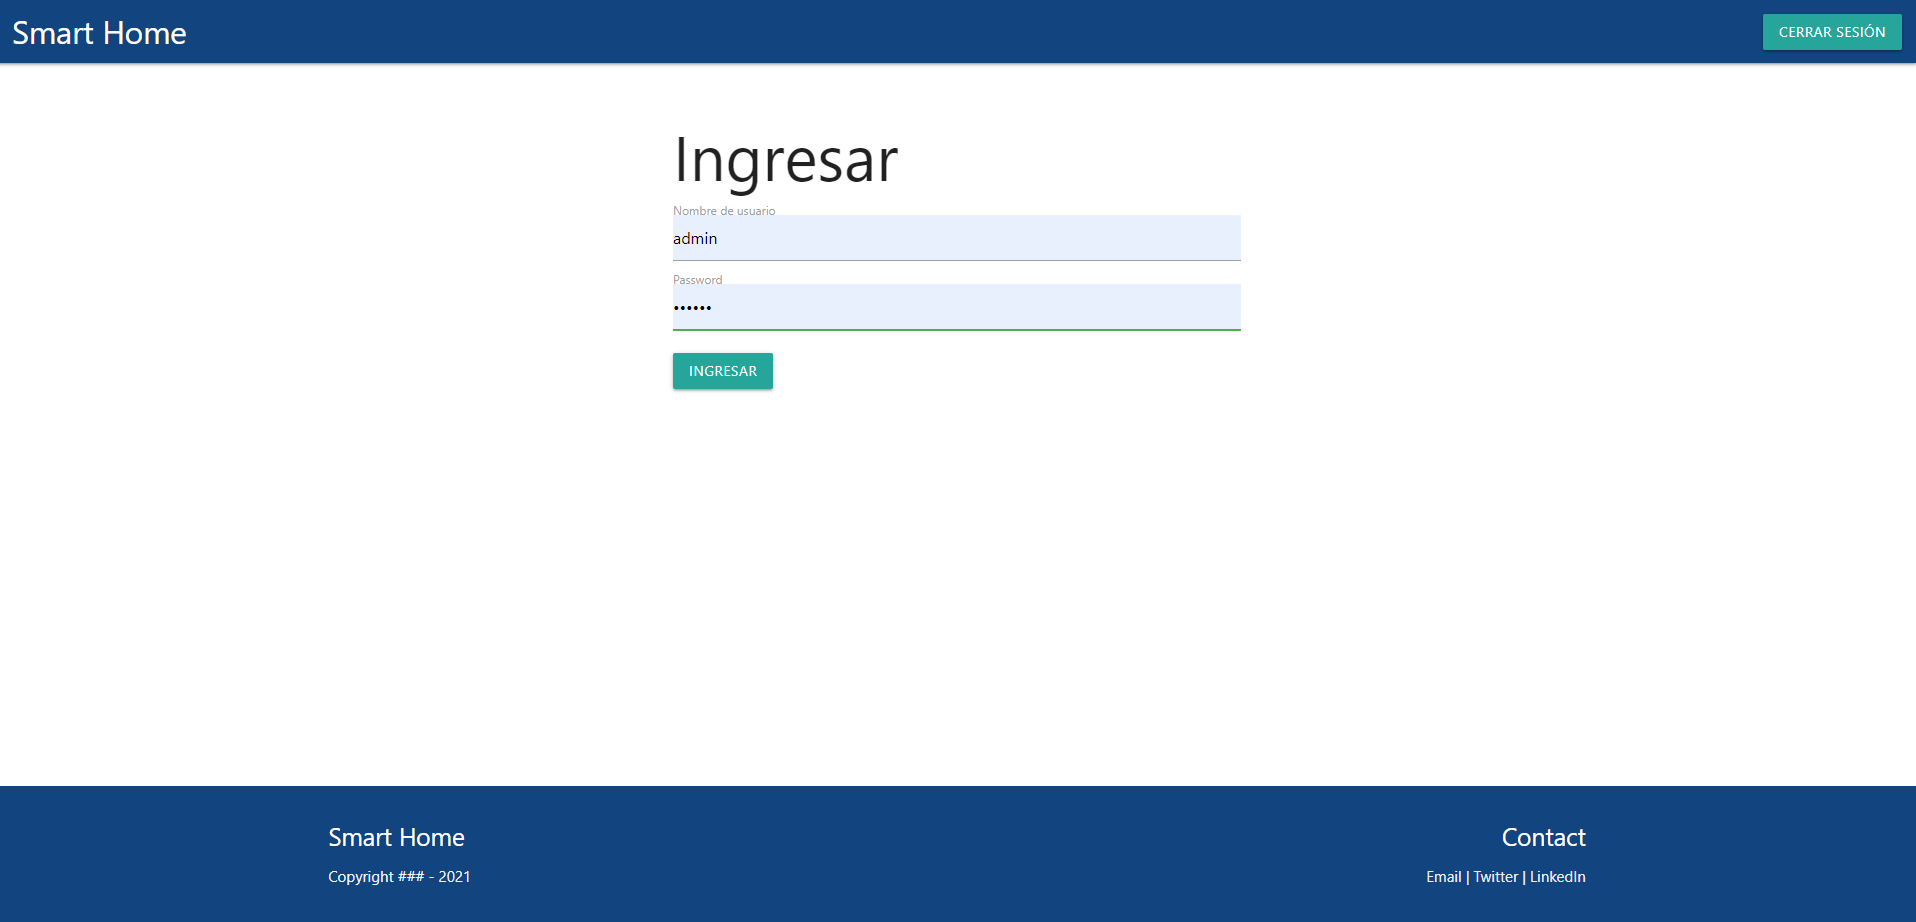 Smart Home
CERRAR SESIÓN
Ingresar
Nombre de usuario
admin
Password
••••••
INGRESAR
Smart Home
Contact
Copyright ### - 2021
Email | Twitter | LinkedIn